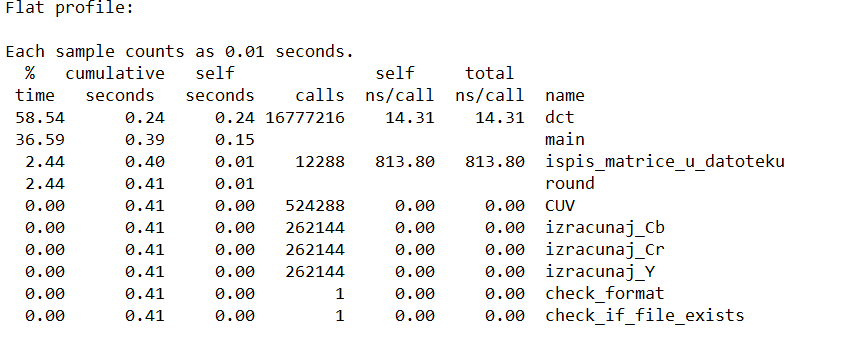 Flat profile:
Each sample counts as 0.01 seconds.
  %   cumulative   self              self     total
 time   seconds   seconds    calls  ns/call  ns/call  name
 58.54      0.24     0.24 16777216    14.31    14.31  dct
 36.59      0.39     0.15                             main
  2.44      0.40     0.01    12288   813.80   813.80  ispis_matrice_u_datoteku
  2.44      0.41     0.01                             round
  0.00      0.41     0.00   524288     0.00     0.00  CUV
  0.00      0.41     0.00   262144     0.00     0.00  izracunaj_Cb
  0.00      0.41     0.00   262144     0.00     0.00  izracunaj_Cr
  0.00      0.41     0.00   262144     0.00     0.00  izracunaj_Y
  0.00      0.41     0.00        1     0.00     0.00  check_format
  0.00      0.41     0.00        1     0.00     0.00  check_if_file_exists